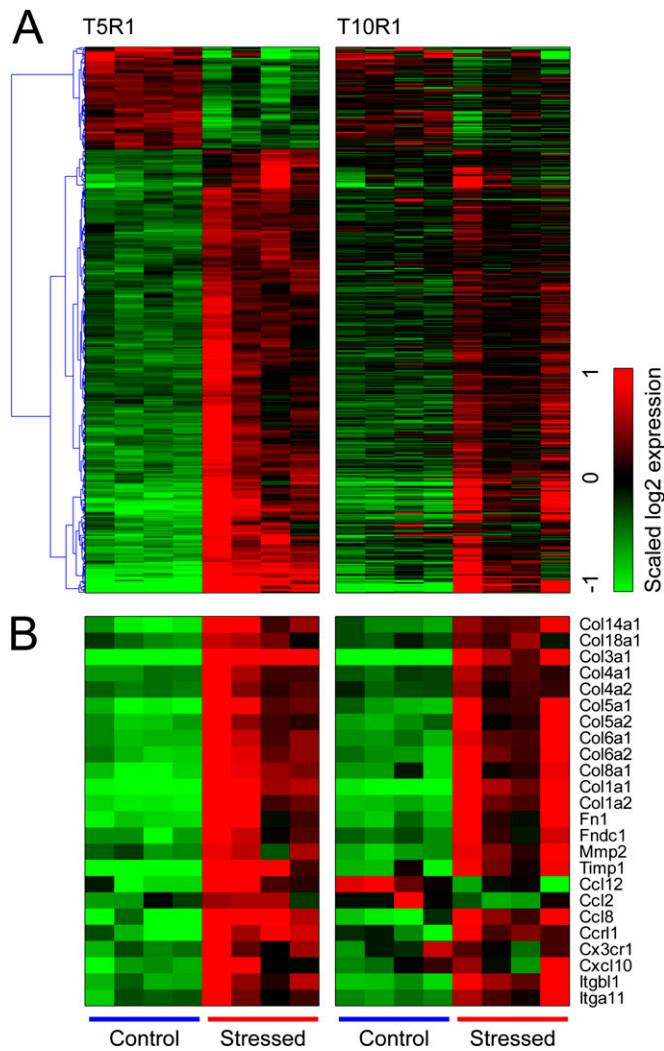 A
T5R1
T10R1
1
0
-1
Scaled log2 expression
B
Col14a1
Col18a1
Col3a1
Col4a1
Col4a2
Col5a1
Col5a2
Col6a1
Col6a2
Col8a1
Col1a1
Col1a2
Fn1
Fndc1
Mmp2
Timp1
Ccl12
Ccl2
Ccl8
Ccrl1
Cx3cr1
Cxcl10
Itgbl1
Itga11
Control
Stressed
Control
Stressed